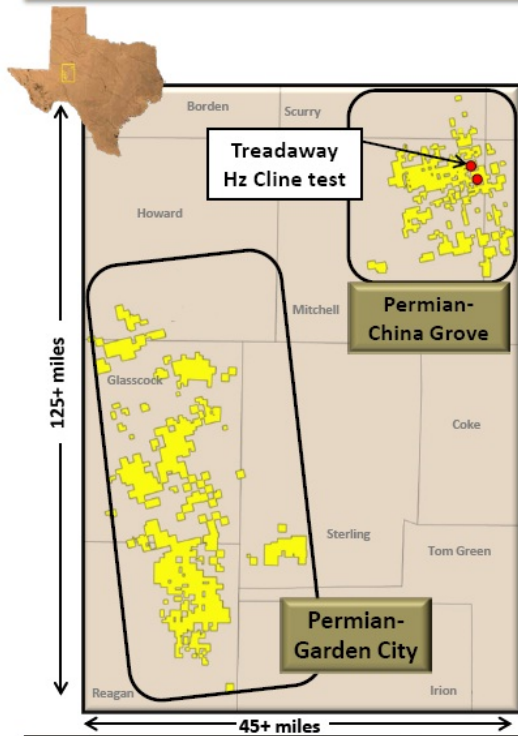 Borden
Scurry
Treadaway
Hz Cline test
Howard
Mitchell
Permian-
China Grove
125+ miles
Glasscock
Coke
Sterling
Tom Green
Permian-
Garden City
Reagan
Irion
45+ miles